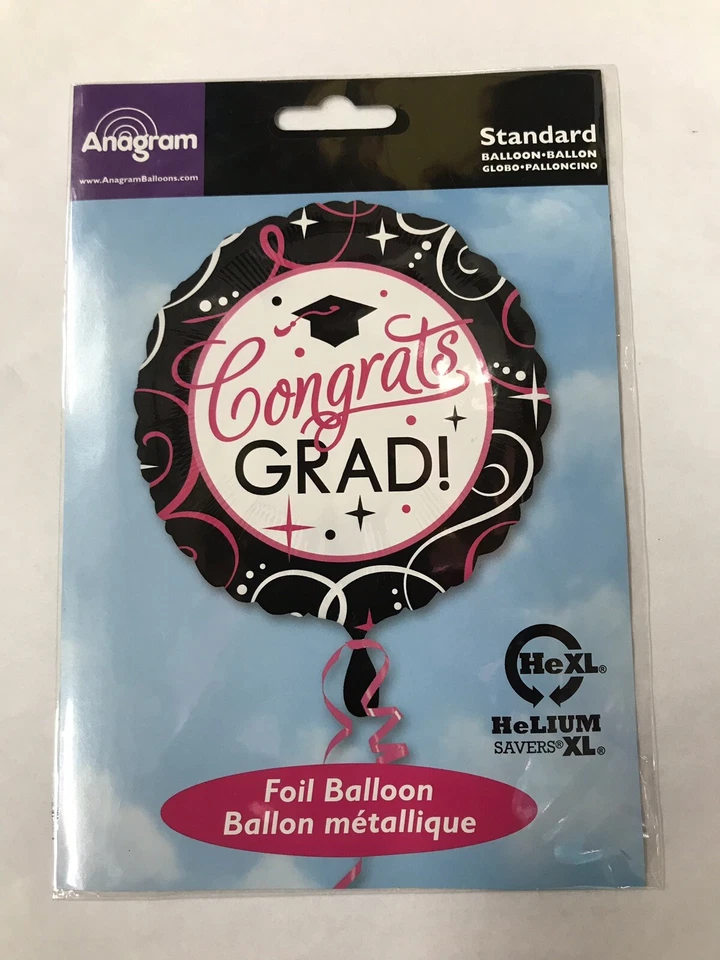 Anagram
www.AnagramBalloons.com
Standard
BALLOON•BALLON
GLOBO•PALLONCINO
Congrats
GRAD!
HeXL®
HeLIUM
SAVERS®XL®
Foil Balloon
Ballon métallique